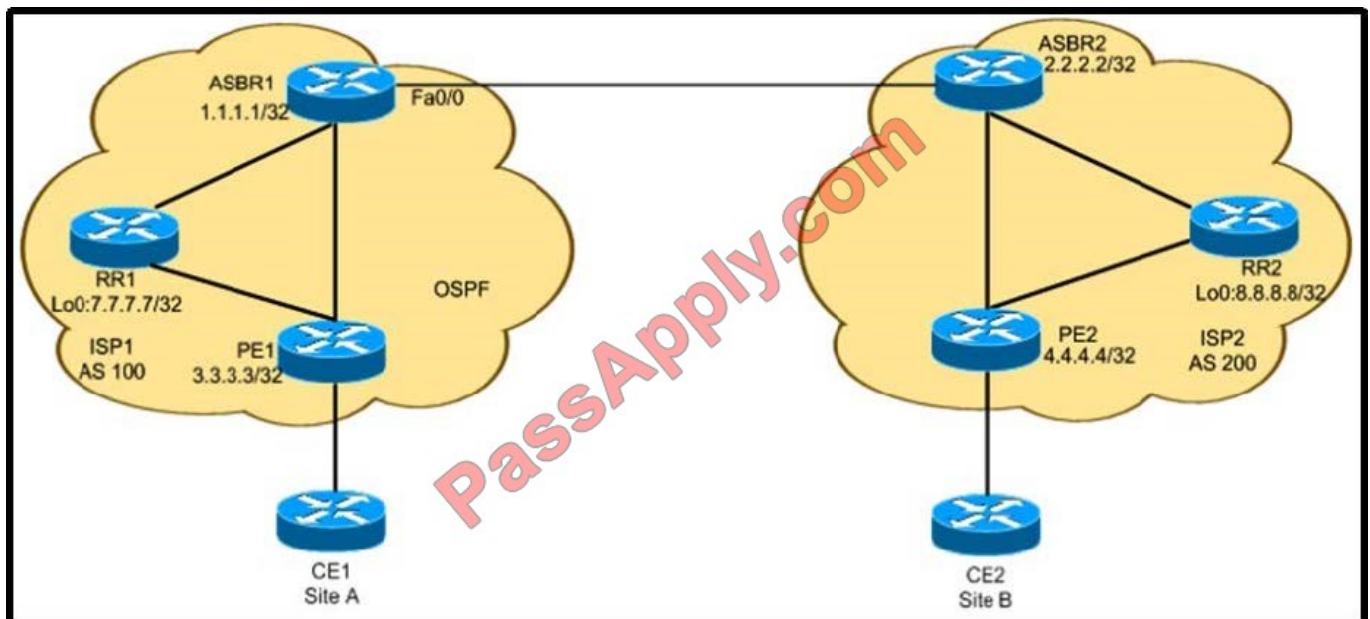 ASBR1
1.1.1.1/32
Fa0/0
RR1
Lo0:7.7.7.7/32
ISP1
AS 100
PE1
3.3.3.3/32
OSPF
CE1
Site A
ASBR2
2.2.2.2/32
RR2
Lo0:8.8.8.8/32
PE2
4.4.4.4/32
ISP2
AS 200
CE2
Site B
PassApply.com